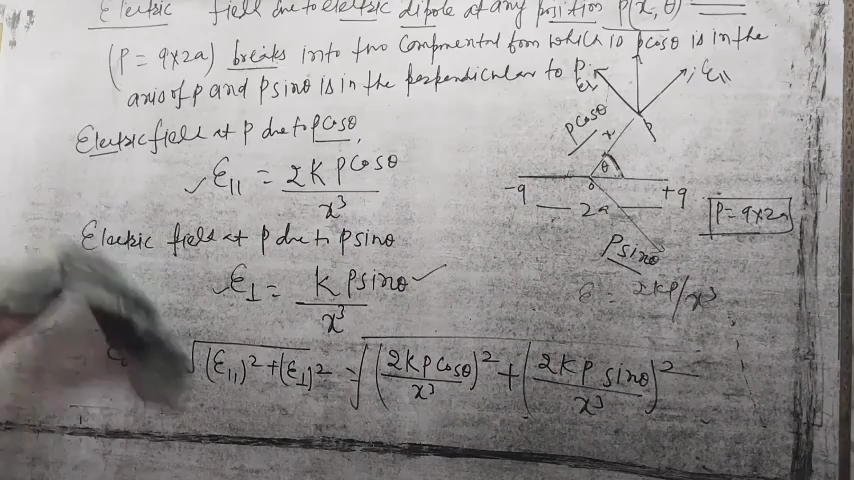 Electric field due to electric dipole at any position P(x, θ)
(P = q×2a) breaks into two Componental form which is pcosθ is in the
axis of p and psinθ is in the perpendicular to P.
E⊥
E||
P
x
Pcosθ
θ
Electric field at p due to pcosθ,
E|| = 2KPcosθ/x³
-q
0
+q
2a
P = q×2a
Electric field at p due to psinθ
Psinθ
E⊥ = KPsinθ/x³
E = 2KP/x³
√(E||)² + (E⊥)² = √(2KPcosθ/x³)² + (2KP sinθ/x³)²